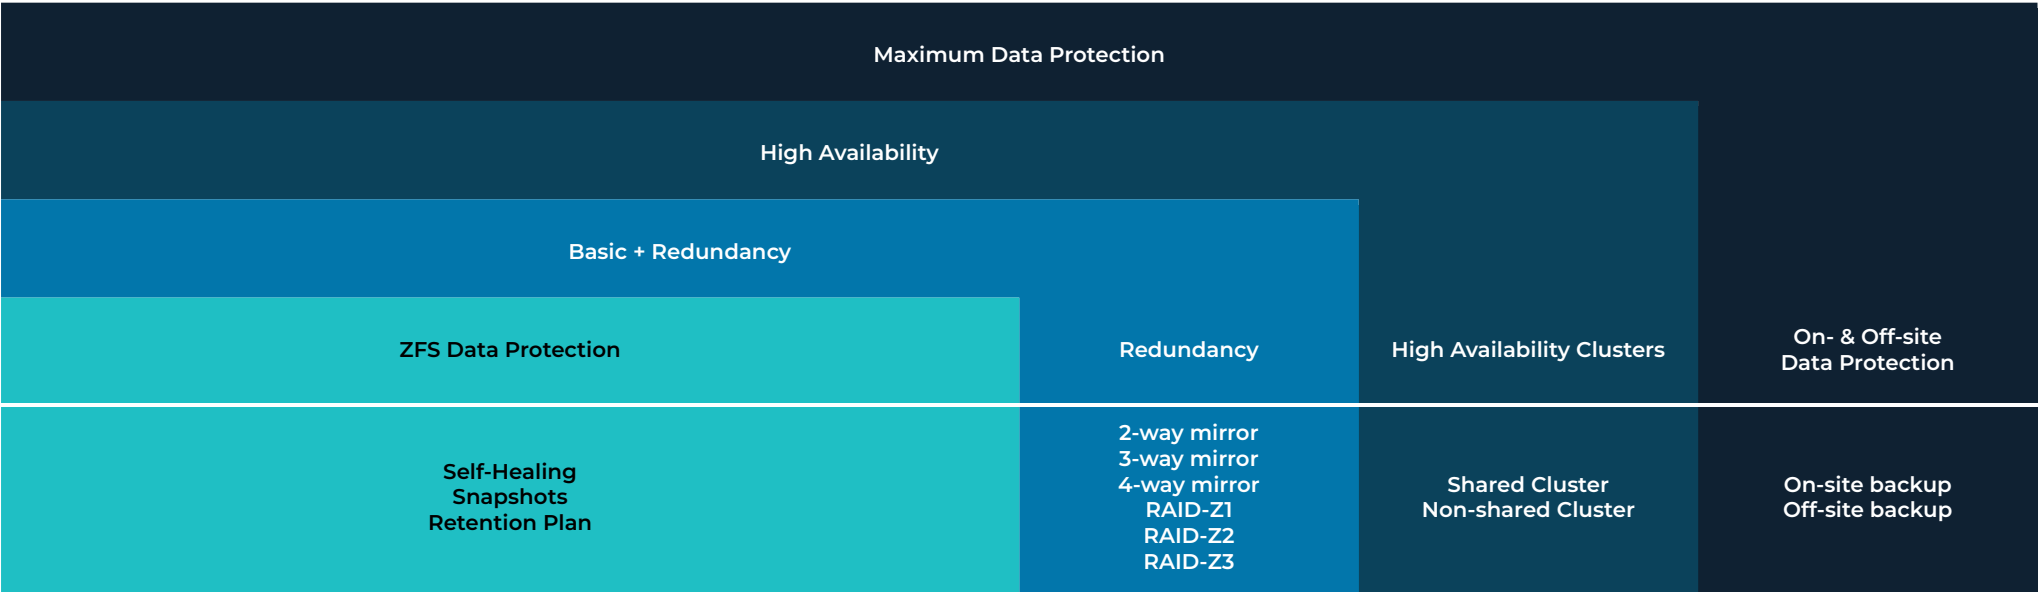 Maximum Data Protection
High Availability
Basic + Redundancy
ZFS Data Protection
Redundancy
High Availability Clusters
On- & Off-site
Data Protection
Self-Healing
Snapshots
Retention Plan
2-way mirror
3-way mirror
4-way mirror
RAID-Z1
RAID-Z2
RAID-Z3
Shared Cluster
Non-shared Cluster
On-site backup
Off-site backup